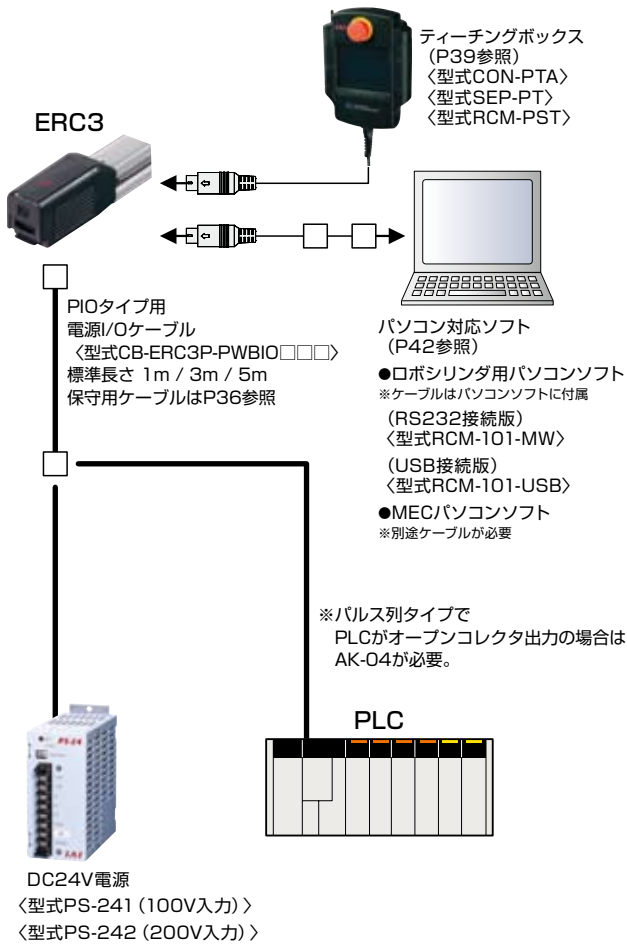 ティーチングボックス
（P39参照）
〈型式CON-PTA〉
〈型式SEP-PT〉
〈型式RCM-PST〉
ERC3
PIOタイプ用
電源I/Oケーブル
〈型式CB-ERC3P-PWBIO□□□〉
標準長さ 1m / 3m / 5m
保守用ケーブルはP36参照
パソコン対応ソフト
（P42参照）
●ロボシリンダ用パソコンソフト
※ケーブルはパソコンソフトに付属
（RS232接続版）
〈型式RCM-101-MW〉
（USB接続版）
〈型式RCM-101-USB〉
●MECパソコンソフト
※別途ケーブルが必要
※パルス列タイプで
PLCがオープンコレクタ出力の場合は
AK-04が必要。
PLC
PS-24
IAI
DC24V電源
〈型式PS-241（100V入力）〉
〈型式PS-242（200V入力）〉